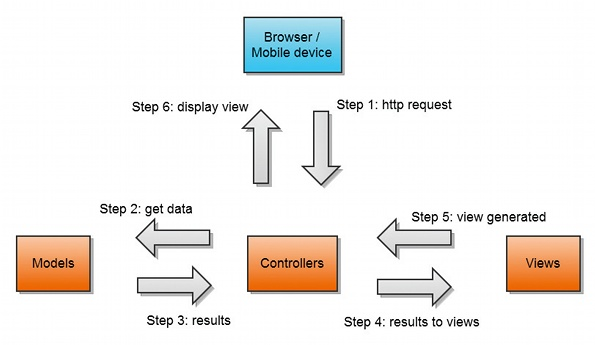 Browser /
Mobile device
Step 6: display view
Step 1: http request
Step 2: get data
Step 5: view generated
Models
Controllers
Views
Step 3: results
Step 4: results to views